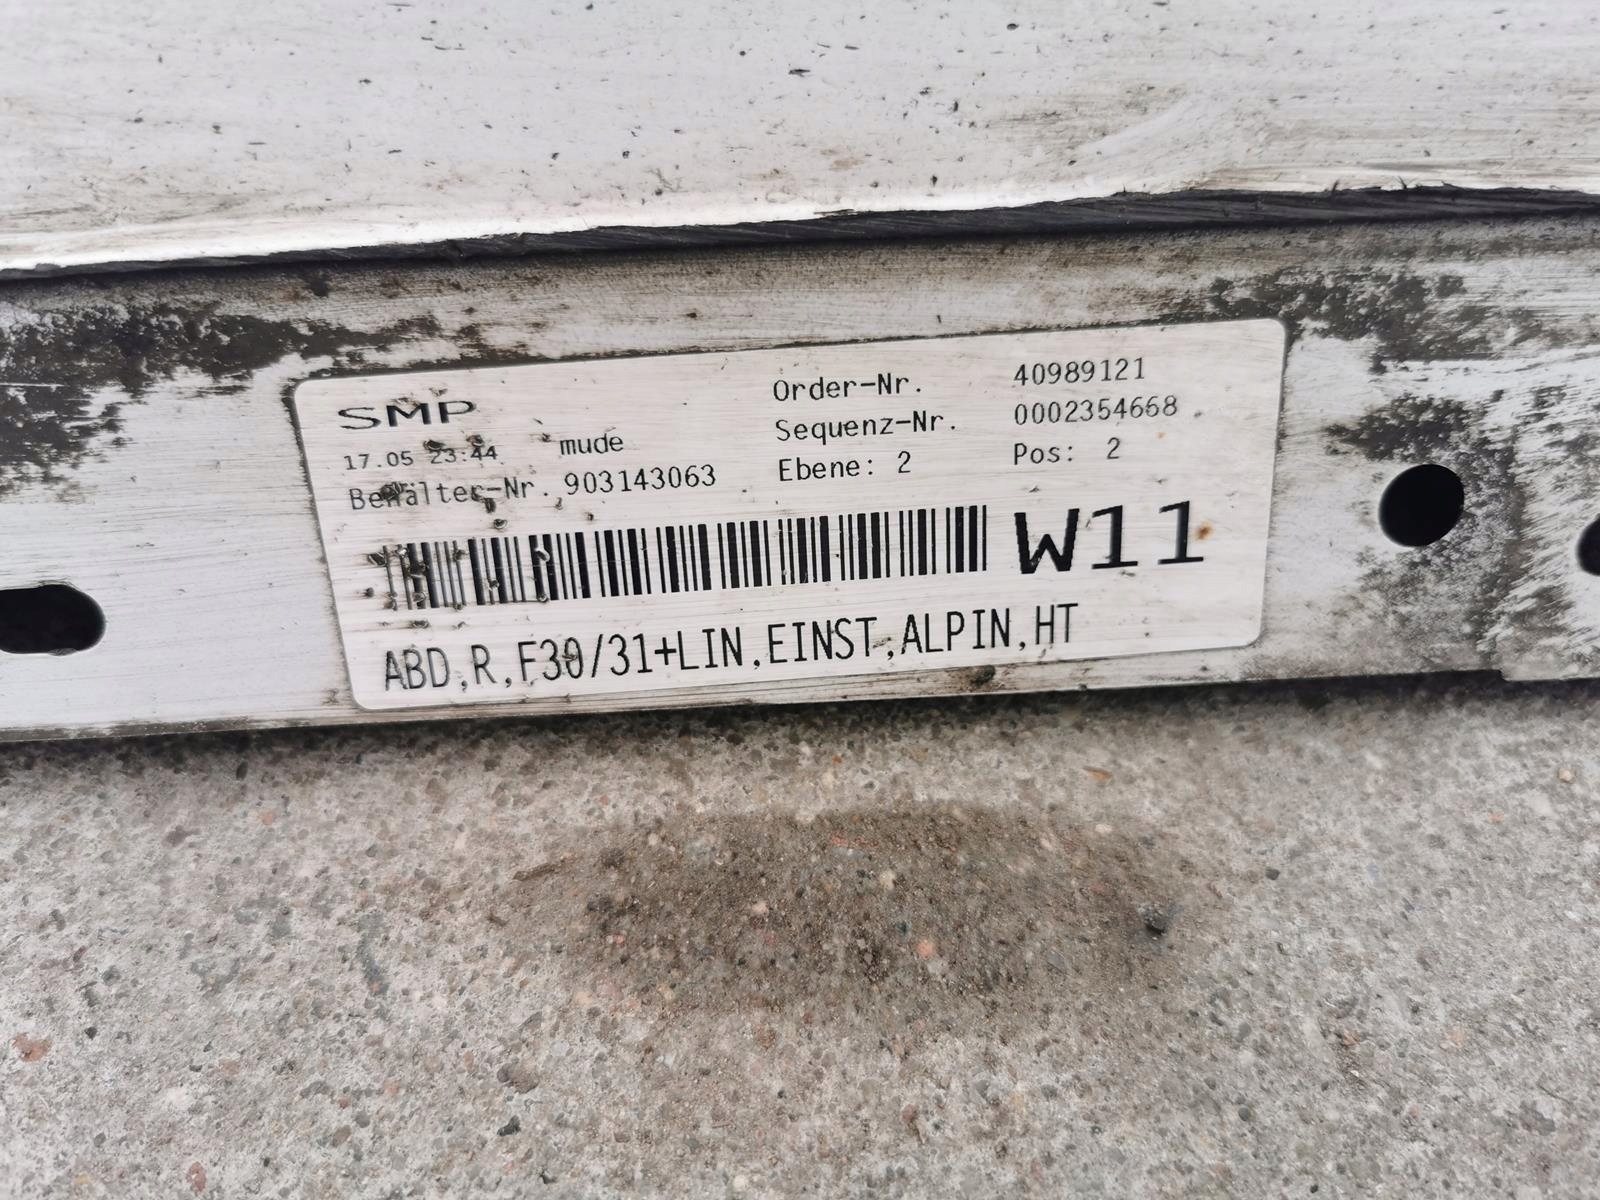 SMP
17.05 23:44 mude
Behälter-Nr. 903143063
Order-Nr. 40989121
Sequenz-Nr. 0002354668
Ebene: 2 Pos: 2
W11
ABD,R,F30/31+LIN,EINST,ALPIN,HT